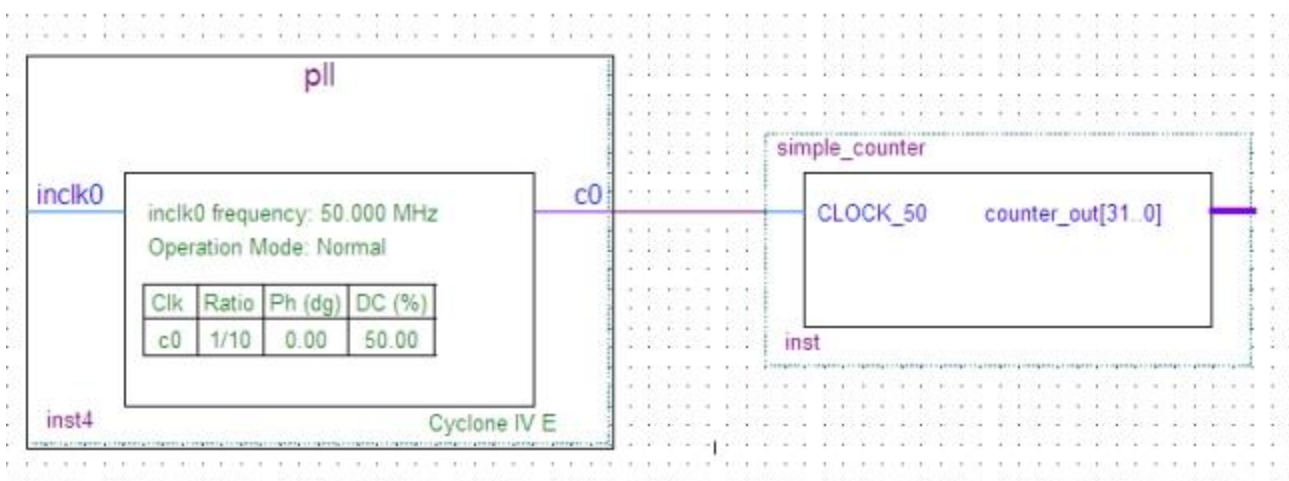 pll
inclk0
c0
inclk0 frequency: 50.000 MHz
Operation Mode: Normal
Clk Ratio Ph (dg) DC (%)
c0 1/10 0.00 50.00
inst4
Cyclone IV E
simple_counter
CLOCK_50 counter_out[31..0]
inst